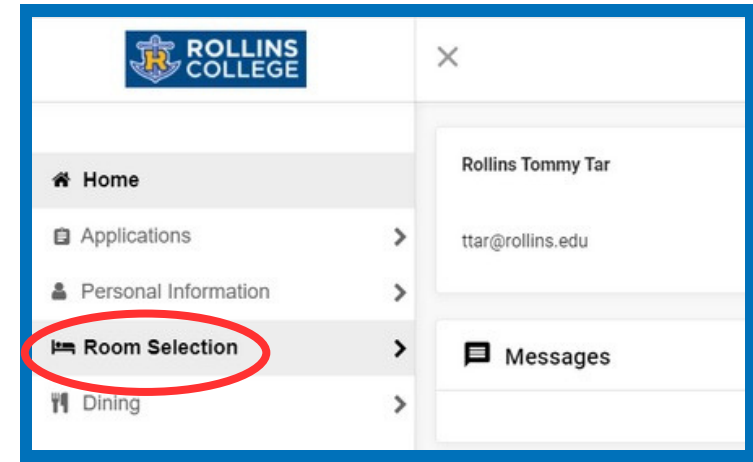 ROLLINS
COLLEGE
Home
Applications
Personal Information
Room Selection
Dining
Rollins Tommy Tar
ttar@rollins.edu
Messages